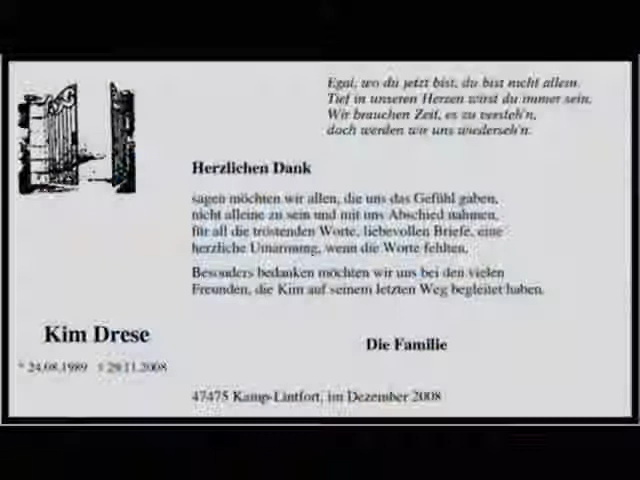 Egal, wo du jetzt bist, du bist nicht allein.
Tief in unseren Herzen wirst du immer sein.
Wir brauchen Zeit, es zu versteh'n,
doch werden wir uns wiederseh'n.
Herzlichen Dank
sagen möchten wir allen, die uns das Gefühl gaben,
nicht alleine zu sein und mit uns Abschied nahmen,
für all die tröstenden Worte, liebevollen Briefe, eine
herzliche Umarmung, wenn die Worte fehlten.
Besonders bedanken möchten wir uns bei den vielen
Freunden, die Kim auf seinem letzten Weg begleitet haben.
Kim Drese
Die Familie
* 24.08.1989 † 29.11.2008
47475 Kamp-Lintfort, im Dezember 2008